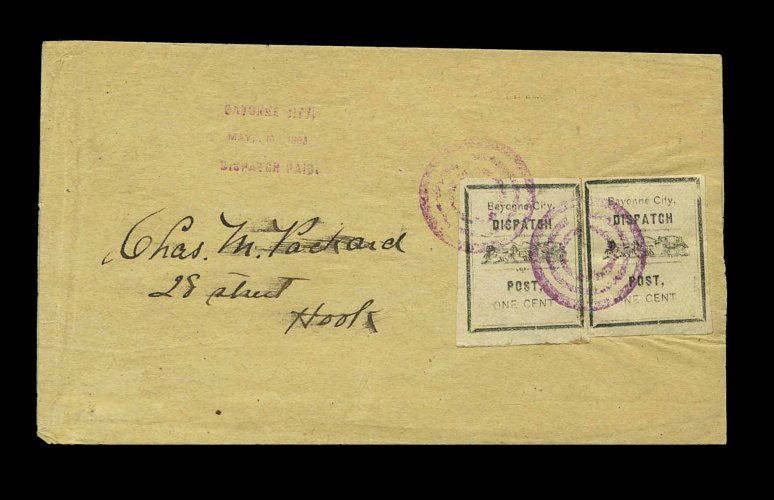 BAYONNE CITY.
MAY,
DISPATCH PAID.
Chas. M. Packard
28 street
Hook
Bayonne City,
DISPATCH
POST,
ONE CENT
Bayonne City,
DISPATCH
POST,
ONE CENT